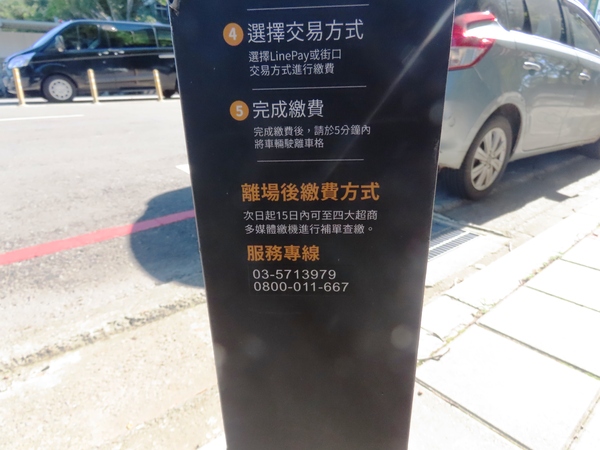 4 選擇交易方式
選擇LinePay或街口
交易方式進行繳費
5 完成繳費
完成繳費後，請於5分鐘內
將車輛駛離車格
離場後繳費方式
次日起15日內可至四大超商
多媒體繳機進行補單查繳。
服務專線
03-5713979
0800-011-667